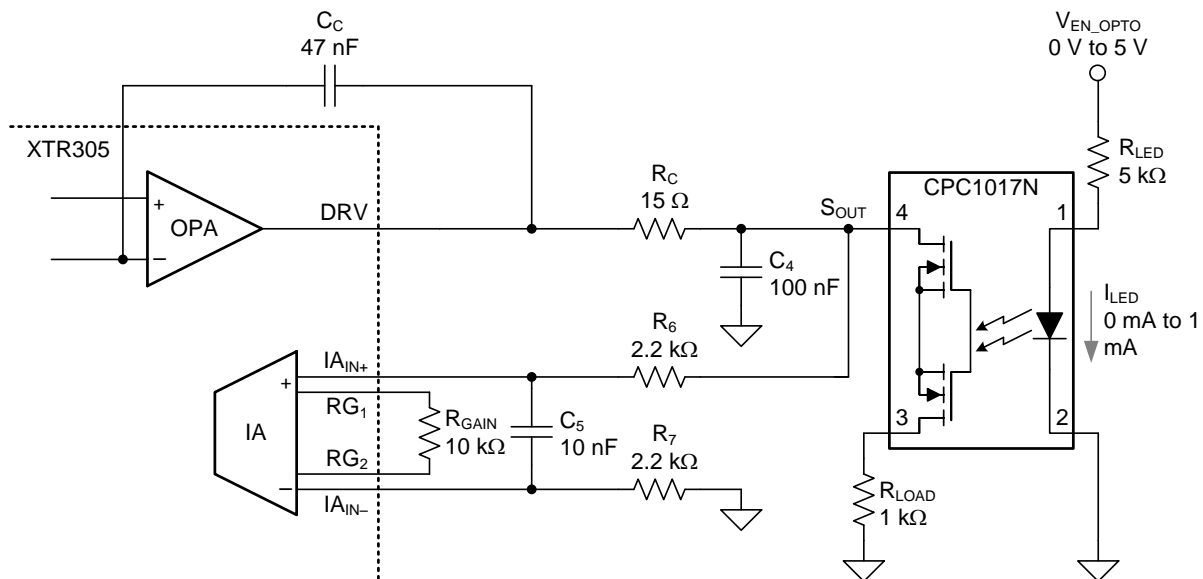 C_C
47 nF
V_EN_OPTO
0 V to 5 V
XTR305
R_LED
5 kΩ
CPC1017N
+
OPA
–
DRV
R_C
15 Ω
S_OUT
4
1
C_4
100 nF
I_LED
0 mA to 1
mA
R_6
2.2 kΩ
IA_IN+
+
RG_1
IA
R_GAIN
10 kΩ
C_5
10 nF
RG_2
–
IA_IN–
R_7
2.2 kΩ
3
2
R_LOAD
1 kΩ